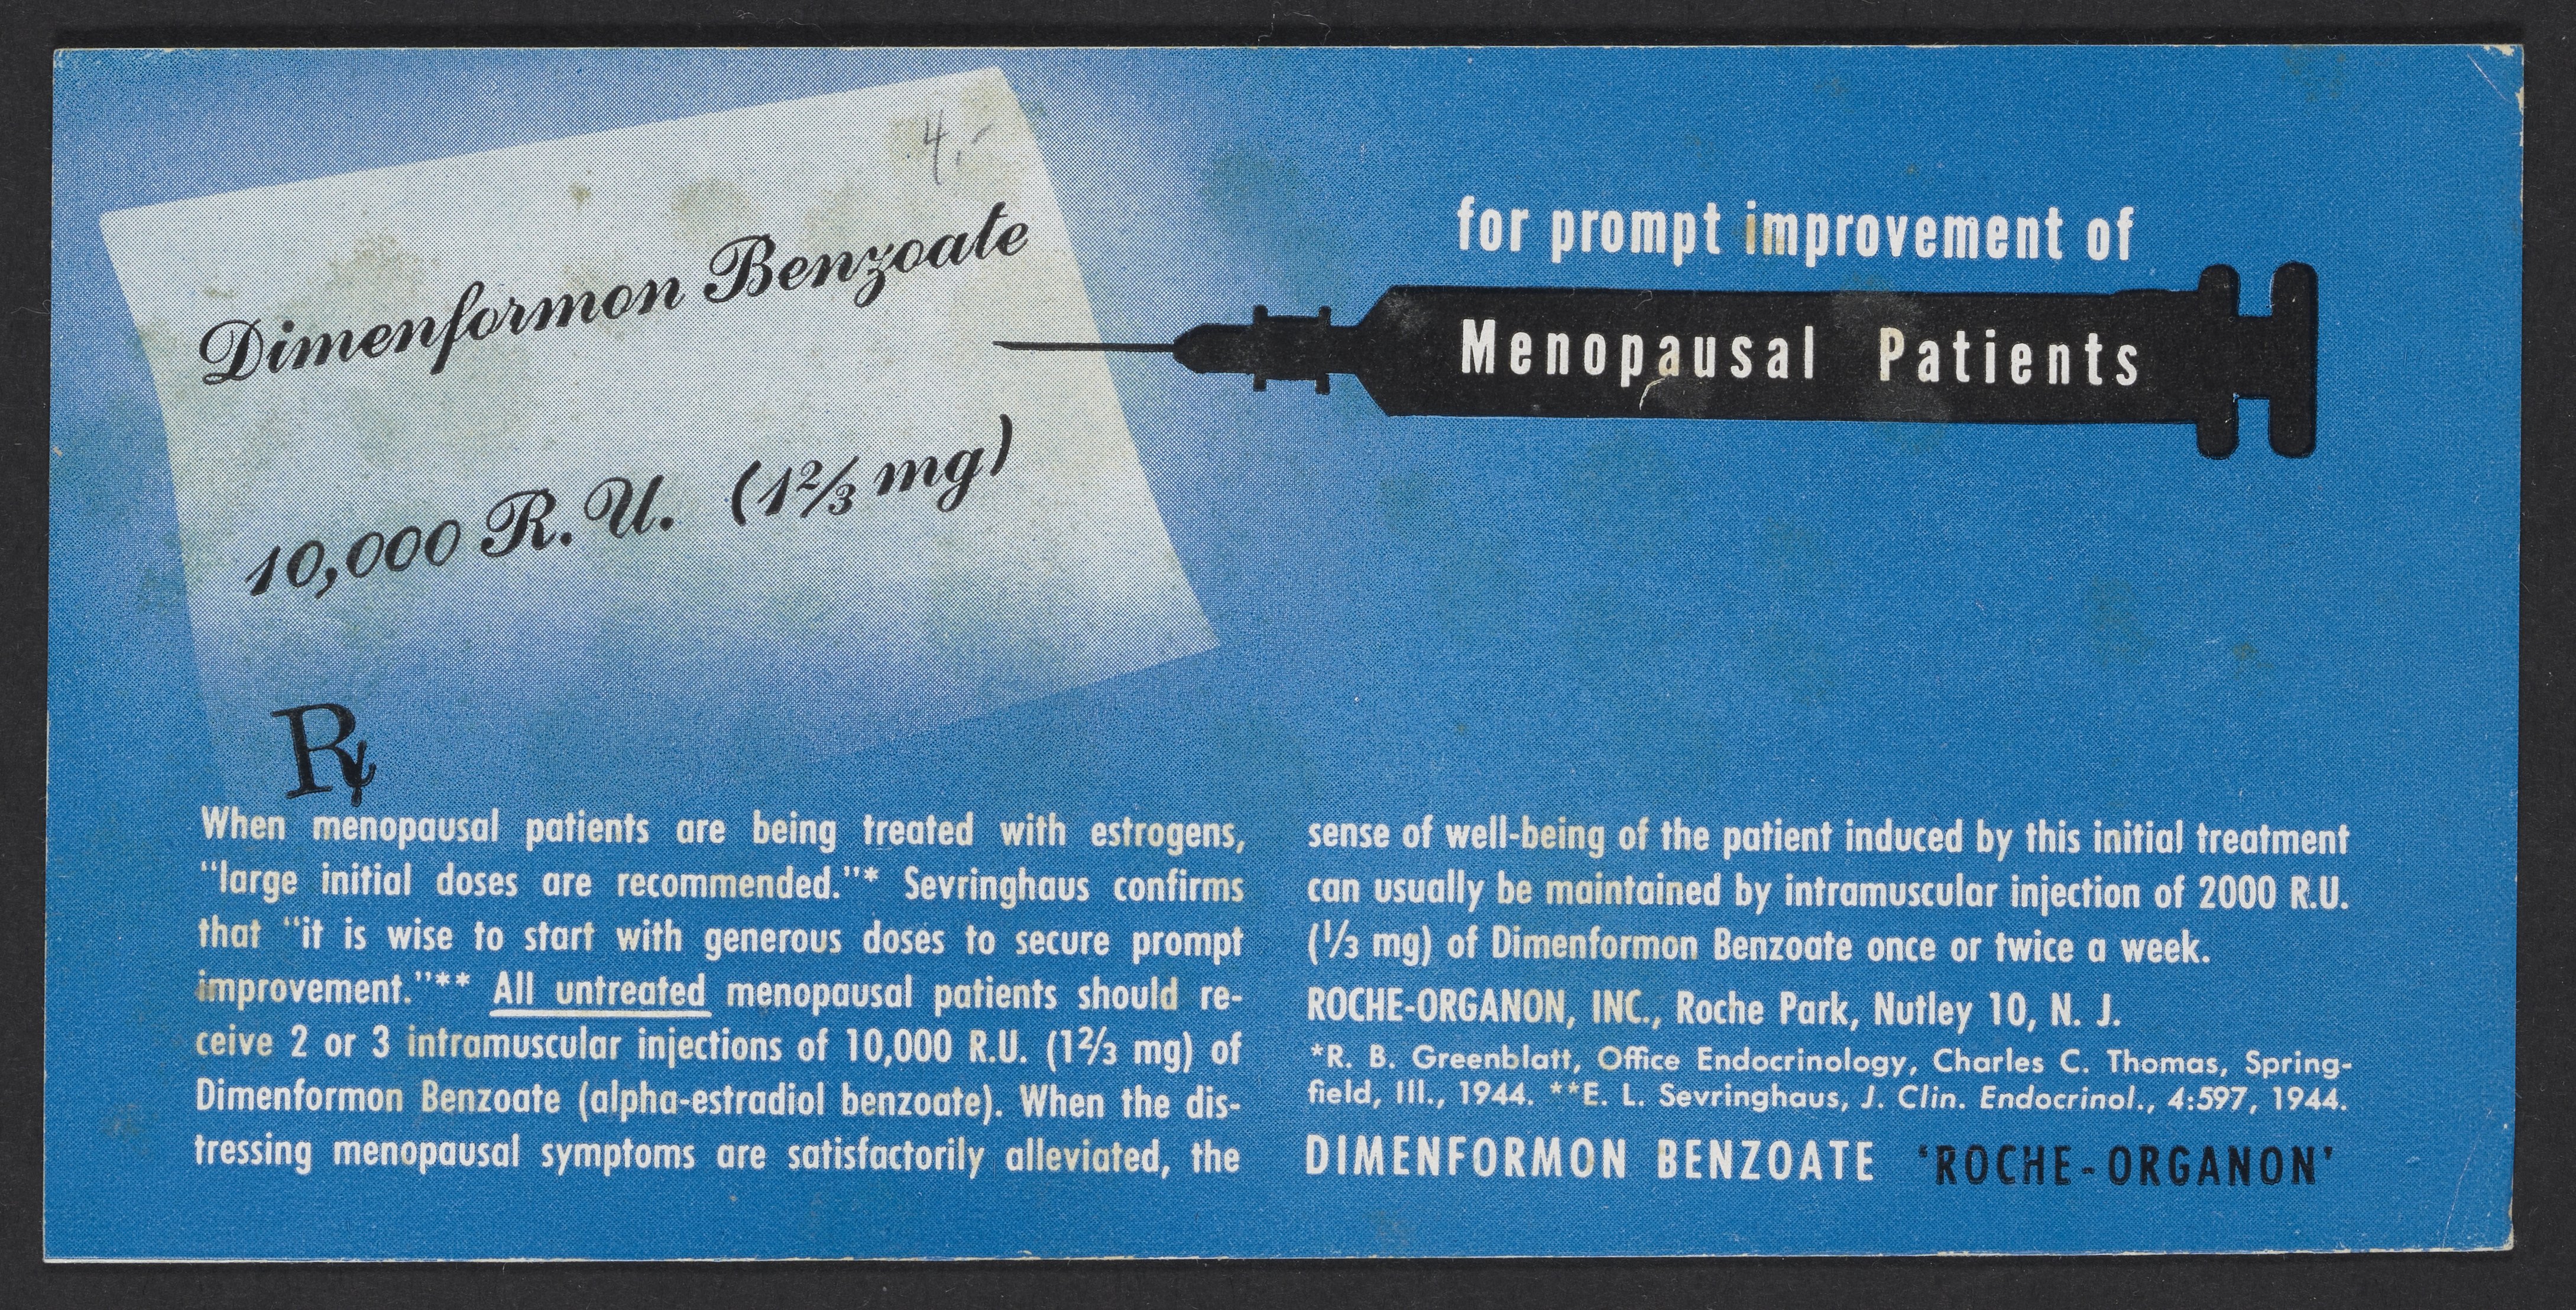 4.-
Dimenformon Benzoate
10,000 R. U. (1⅔ mg)
℞
for prompt improvement of
Menopausal Patients
When menopausal patients are being treated with estrogens,
"large initial doses are recommended."* Sevringhaus confirms
that "it is wise to start with generous doses to secure prompt
improvement."** All untreated menopausal patients should re-
ceive 2 or 3 intramuscular injections of 10,000 R.U. (1⅔ mg) of
Dimenformon Benzoate (alpha-estradiol benzoate). When the dis-
tressing menopausal symptoms are satisfactorily alleviated, the
sense of well-being of the patient induced by this initial treatment
can usually be maintained by intramuscular injection of 2000 R.U.
(⅓ mg) of Dimenformon Benzoate once or twice a week.
ROCHE-ORGANON, INC., Roche Park, Nutley 10, N. J.
*R. B. Greenblatt, Office Endocrinology, Charles C. Thomas, Spring-
field, Ill., 1944. **E. L. Sevringhaus, J. Clin. Endocrinol., 4:597, 1944.
DIMENFORMON BENZOATE 'ROCHE-ORGANON'